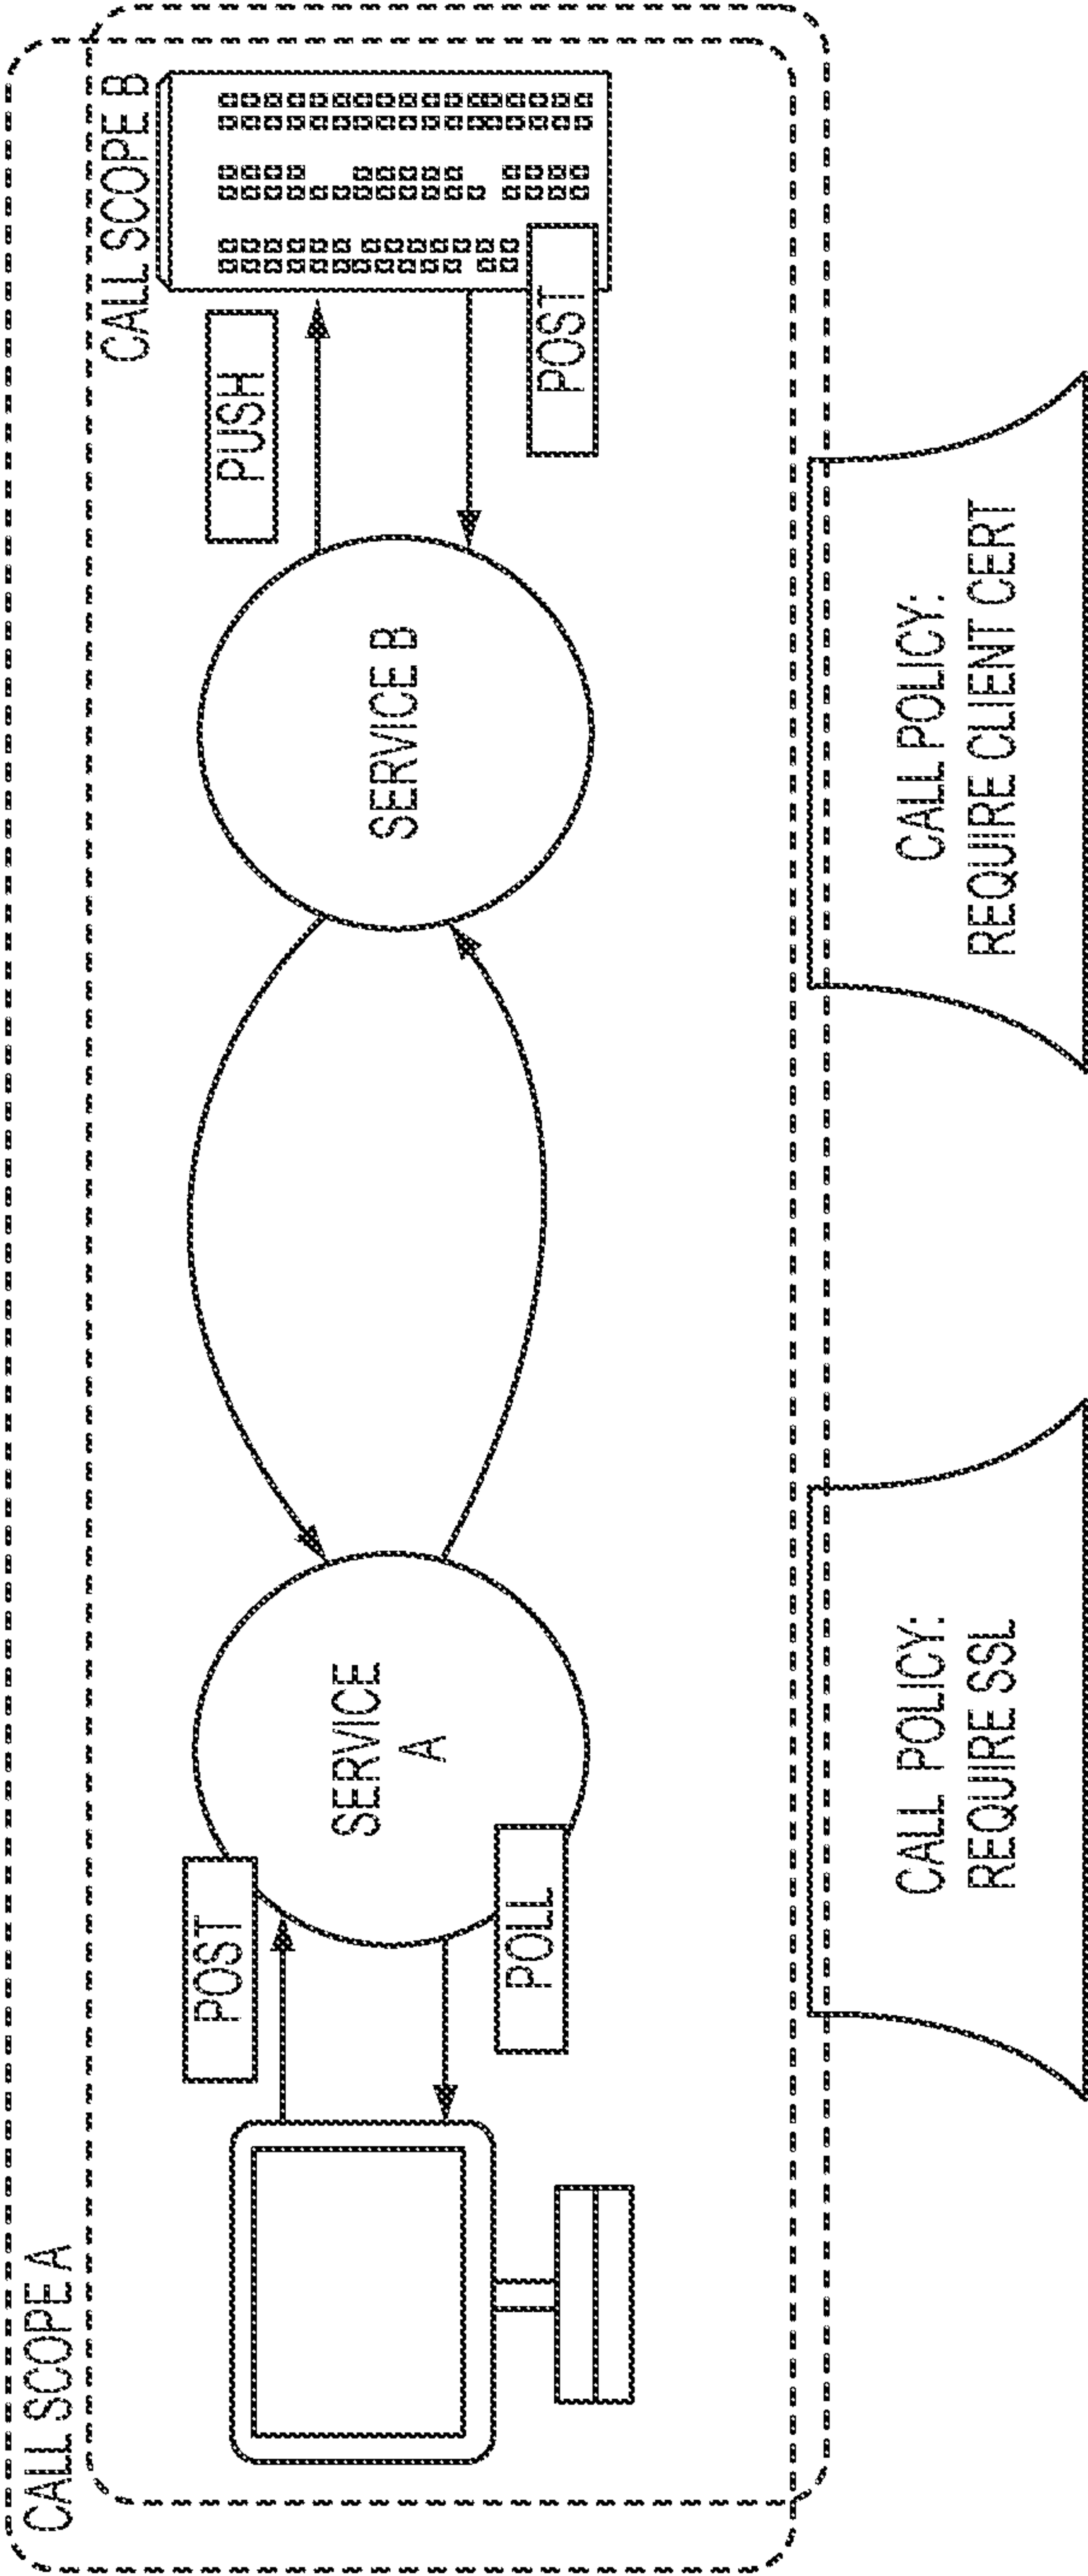 CALL SCOPE A
CALL SCOPE B
POST
SERVICE
A
POLL
SERVICE B
PUSH
POST
CALL POLICY:
REQUIRE SSL
CALL POLICY:
REQUIRE CLIENT CERT